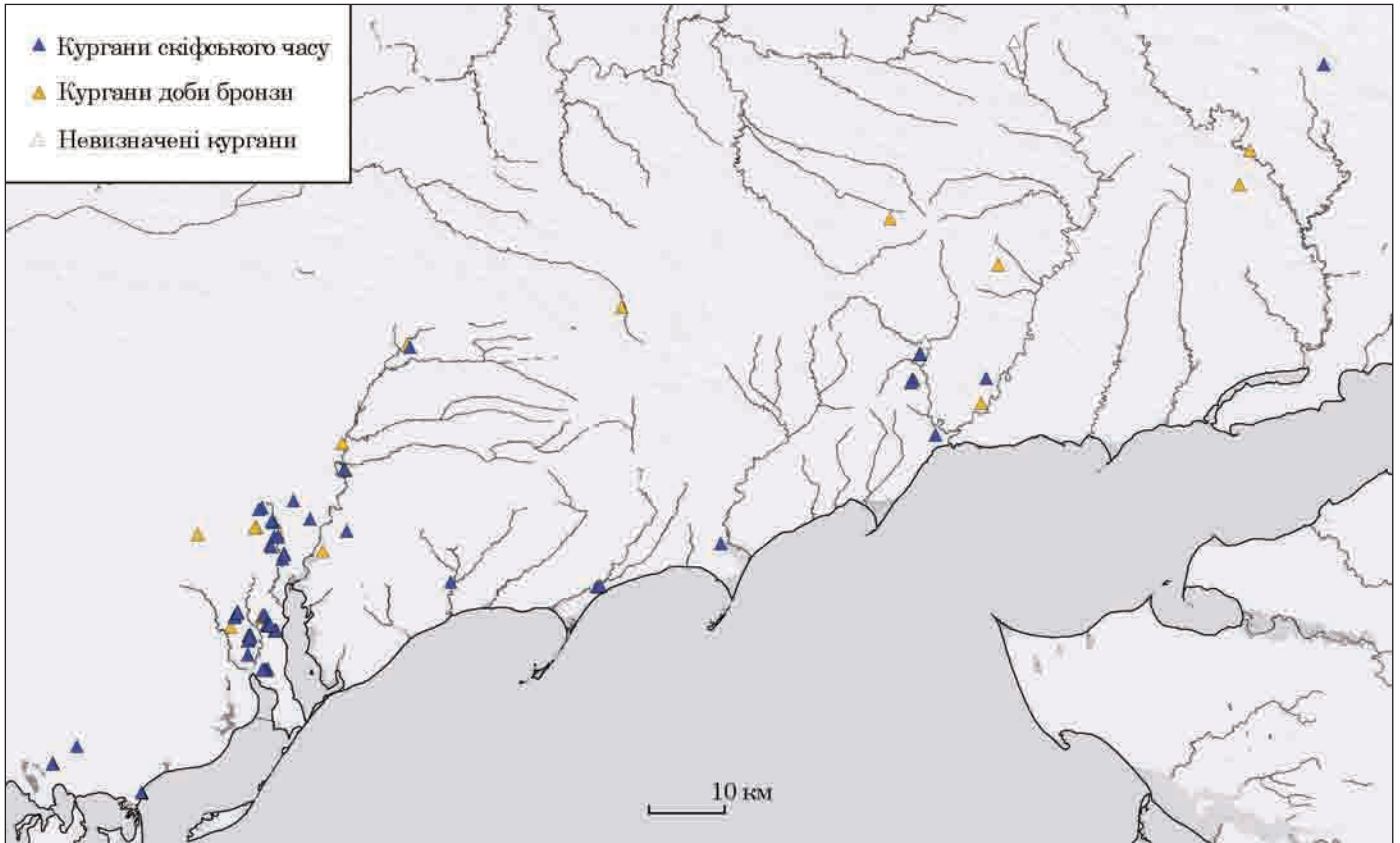 Кургани скіфського часу
Кургани доби бронзи
Невизначені кургани
10 км